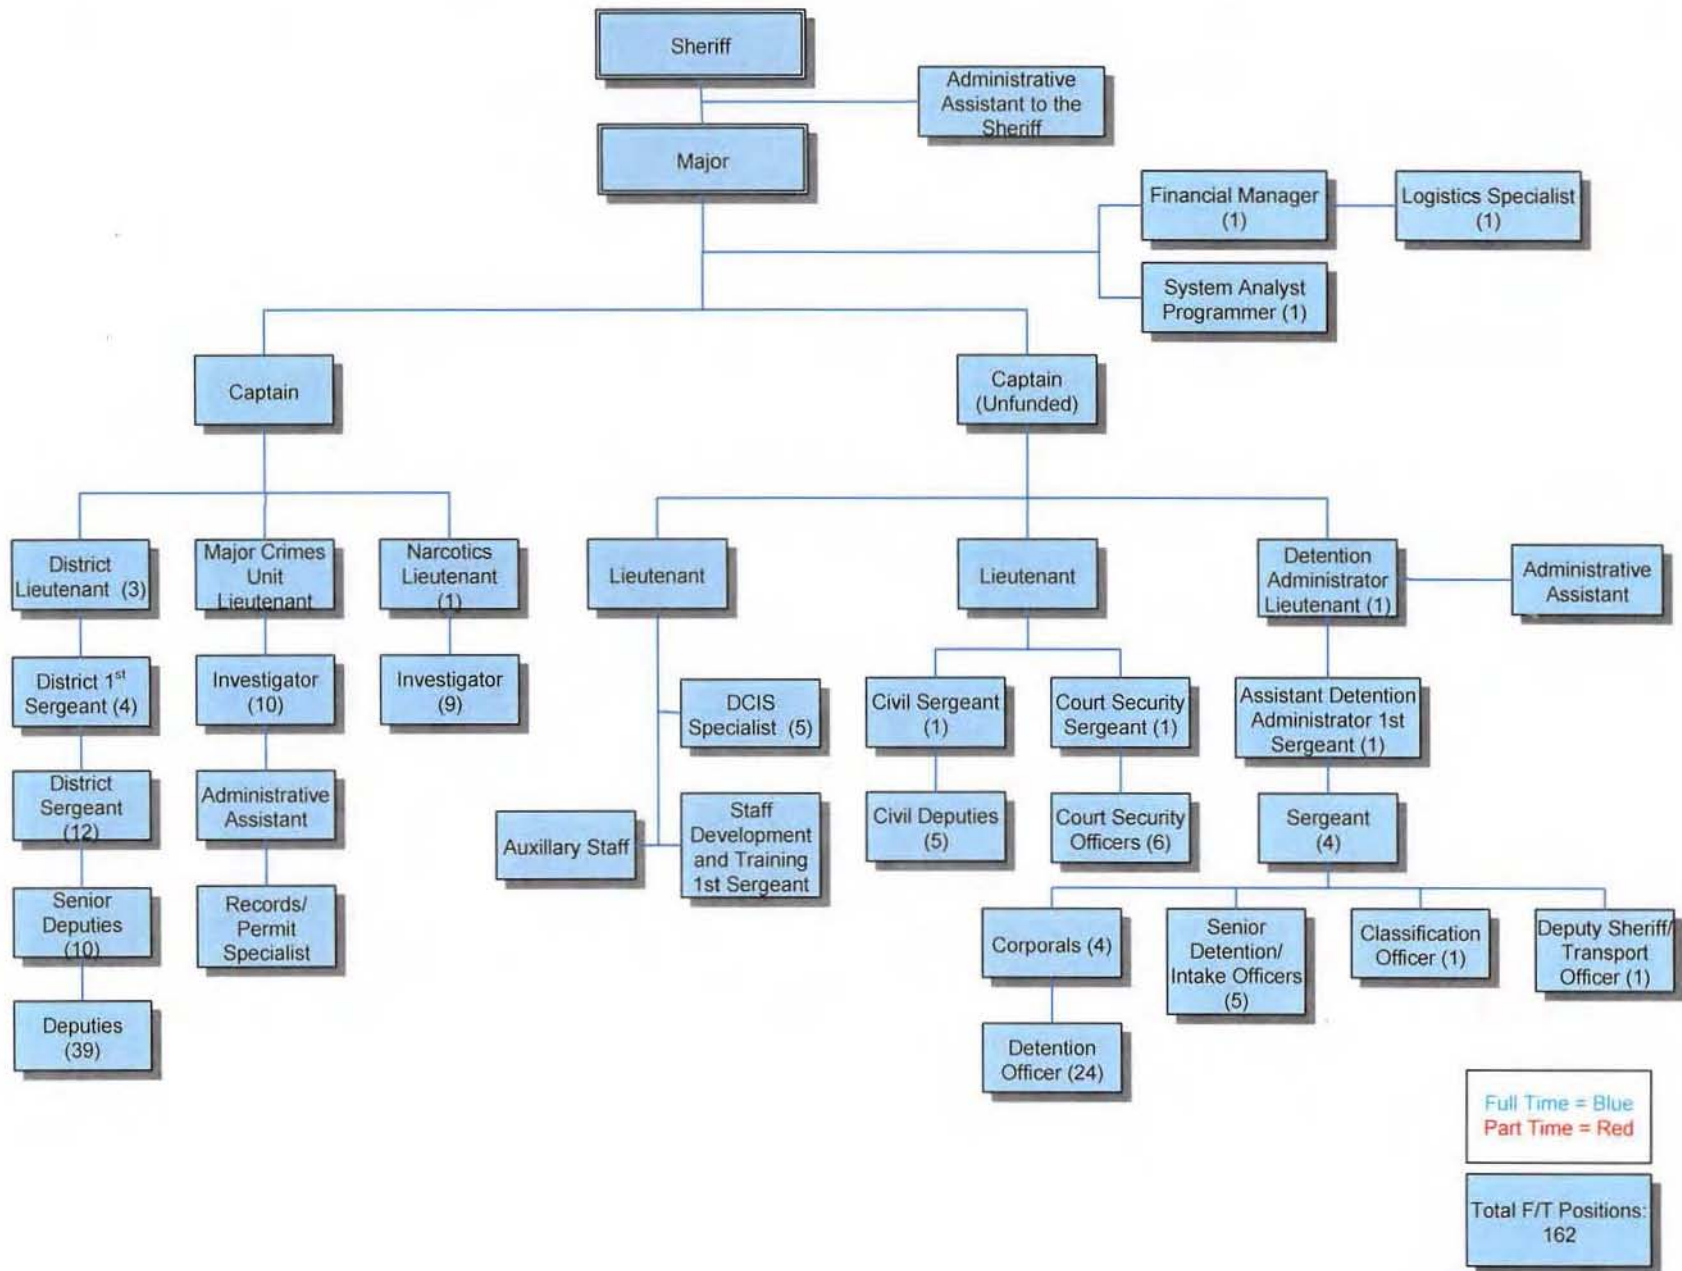 Sheriff
Administrative
Assistant to the
Sheriff
Major
Financial Manager
(1)
Logistics Specialist
(1)
System Analyst
Programmer (1)
Captain
Captain
(Unfunded)
District
Lieutenant (3)
Major Crimes
Unit
Lieutenant
Narcotics
Lieutenant
(1)
Lieutenant
Lieutenant
Detention
Administrator
Lieutenant (1)
Administrative
Assistant
District 1st
Sergeant (4)
Investigator
(10)
Investigator
(9)
DCIS
Specialist (5)
Civil Sergeant
(1)
Court Security
Sergeant (1)
Assistant Detention
Administrator 1st
Sergeant (1)
District
Sergeant
(12)
Administrative
Assistant
Auxillary Staff
Staff
Development
and Training
1st Sergeant
Civil Deputies
(5)
Court Security
Officers (6)
Sergeant
(4)
Senior
Deputies
(10)
Records/
Permit
Specialist
Corporals (4)
Senior
Detention/
Intake Officers
(5)
Classification
Officer (1)
Deputy Sheriff/
Transport
Officer (1)
Deputies
(39)
Detention
Officer (24)
Full Time = Blue
Part Time = Red
Total F/T Positions:
162